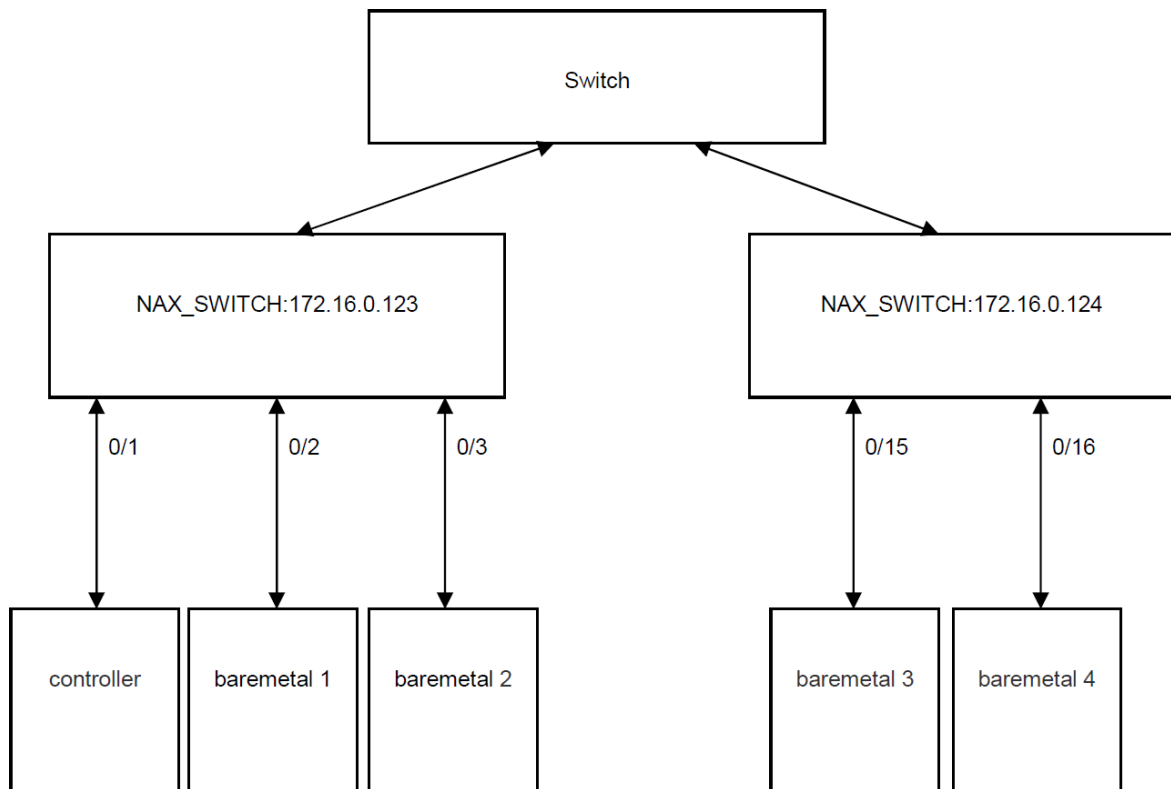 Switch
NAX_SWITCH:172.16.0.123
NAX_SWITCH:172.16.0.124
0/1
0/2
0/3
0/15
0/16
controller
baremetal 1
baremetal 2
baremetal 3
baremetal 4